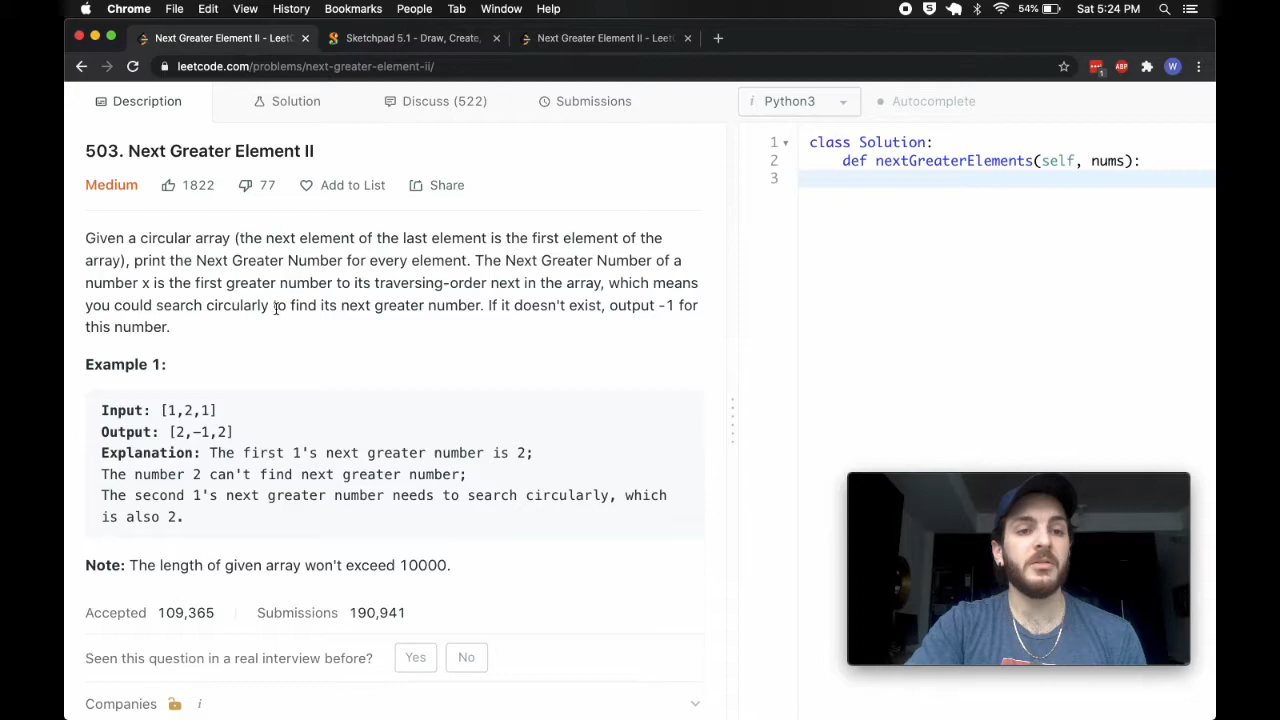 Chrome File Edit View History Bookmarks People Tab Window Help 54% Sat 5:24 PM
Next Greater Element II - LeetC Sketchpad 5.1 - Draw, Create, Next Greater Element II - LeetC
leetcode.com/problems/next-greater-element-ii/ 1 ABP W
Description Solution Discuss (522) Submissions i Python3 Autocomplete
503. Next Greater Element II
Medium 1822 77 Add to List Share
Given a circular array (the next element of the last element is the first element of the
array), print the Next Greater Number for every element. The Next Greater Number of a
number x is the first greater number to its traversing-order next in the array, which means
you could search circularly to find its next greater number. If it doesn't exist, output -1 for
this number.
Example 1:
Input: [1,2,1]
Output: [2,-1,2]
Explanation: The first 1's next greater number is 2;
The number 2 can't find next greater number;
The second 1's next greater number needs to search circularly, which
is also 2.
Note: The length of given array won't exceed 10000.
Accepted 109,365 Submissions 190,941
Seen this question in a real interview before? Yes No
Companies i
1 class Solution:
2 def nextGreaterElements(self, nums):
3